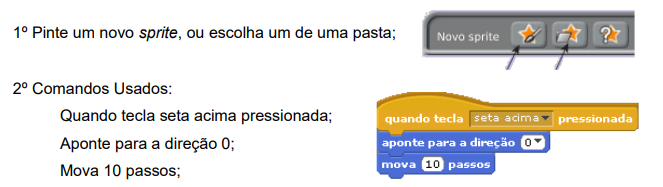 1º Pinte um novo sprite, ou escolha um de uma pasta;
Novo sprite
2º Comandos Usados:
Quando tecla seta acima pressionada;
Aponte para a direção 0;
Mova 10 passos;
quando tecla seta acima pressionada
aponte para a direção 0
mova 10 passos